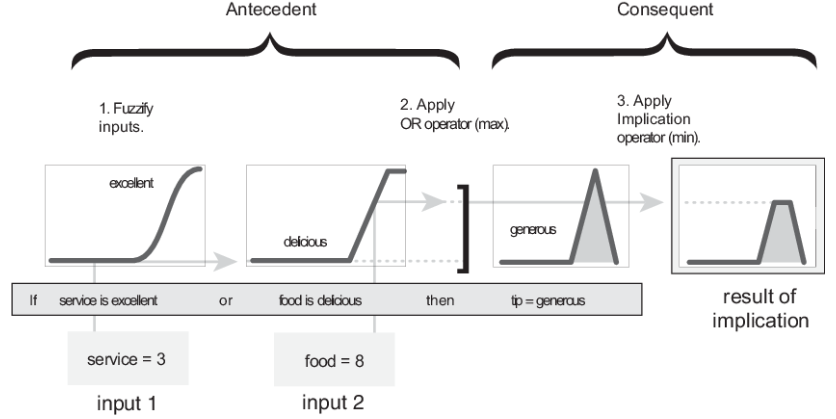 Antecedent
Consequent
1. Fuzzify
inputs.
2. Apply
OR operator (max).
3. Apply
Implication
operator (min).
excellent
delicious
generous
If service is excellent or food is delicious then tip = generous
result of
implication
service = 3
food = 8
input 1
input 2